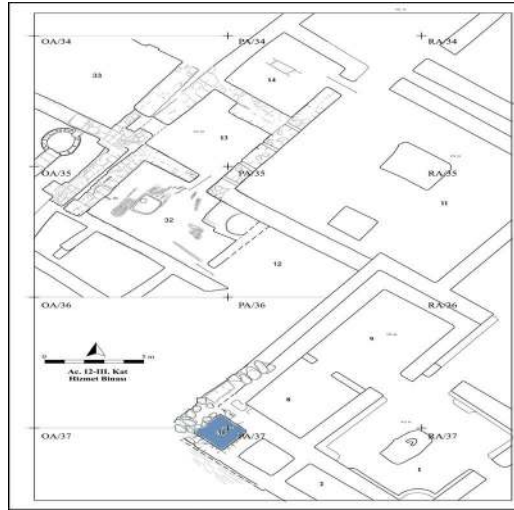 OA/34 PA/34 RA/34
33
14
13
OA/35 PA/35 RA/35
11
32
12
OA/36 PA/36 RA/36
9
0 5 m
Ac. 12-III. Kat
Hizmet Binası
8
OA/37 PA/37 RA/37
1
2